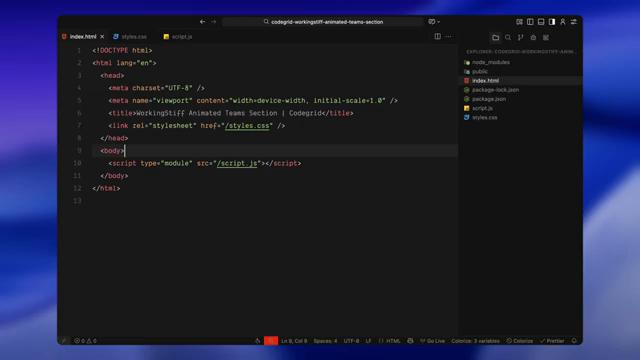 codegrid-workingstiff-animated-teams-section
index.html
styles.css
script.js
EXPLORER: CODEGRID-WORKINGSTIFF-ANIM...
1 <!DOCTYPE html>
2 <html lang="en">
3 <head>
4 <meta charset="UTF-8" />
5 <meta name="viewport" content="width=device-width, initial-scale=1.0" />
6 <title>WorkingStiff Animated Teams Section | Codegrid</title>
7 <link rel="stylesheet" href="/styles.css" />
8 </head>
9 <body>
10 <script type="module" src="/script.js"></script>
11 </body>
12 </html>
13
node_modules
public
index.html
package-lock.json
package.json
script.js
styles.css
0 0
Ln 9, Col 9
Spaces: 4
UTF-8
LF
HTML
Go Live
Colorize: 3 variables
Colorize
Prettier